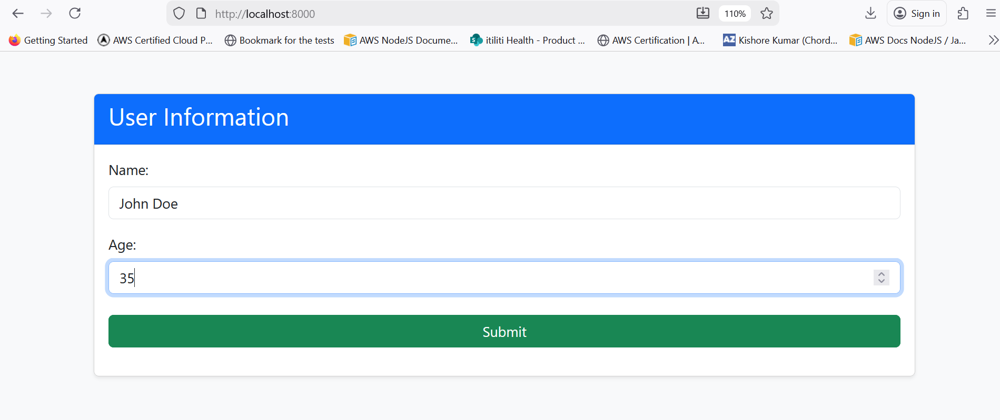 http://localhost:8000
110%
Sign in
Getting Started
AWS Certified Cloud P...
Bookmark for the tests
AWS NodeJS Docume...
itiliti Health - Product ...
AWS Certification | A...
AZ
Kishore Kumar (Chord...
AWS Docs NodeJS / Ja...
User Information
Name:
John Doe
Age:
35
Submit